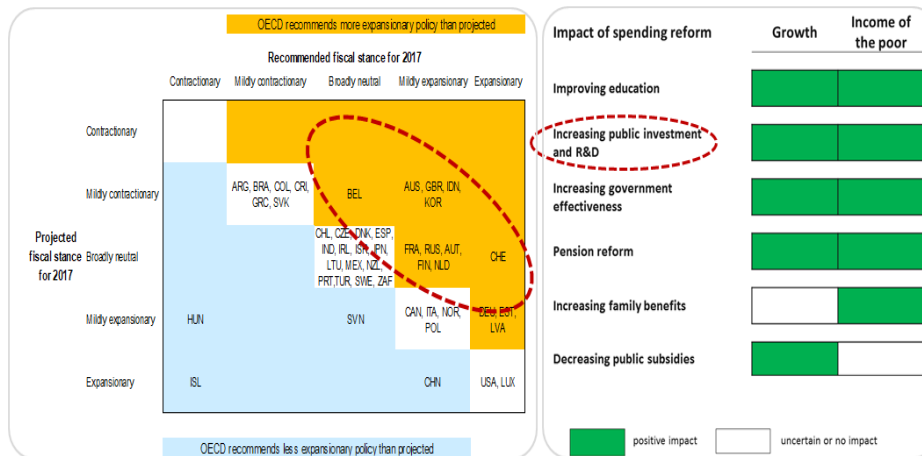 OECD recommends more expansionary policy than projected
Recommended fiscal stance for 2017
Contractionary Mildly contractionary Broadly neutral Mildly expansionary Expansionary
Contractionary
Mildly contractionary
ARG, BRA, COL, CRI,
GRC, SVK
BEL
AUS, GBR, IDN,
KOR
Projected
fiscal stance
for 2017
Broadly neutral
CHL, CZE, DNK, ESP,
IND, IRL, ISR, JPN,
LTU, MEX, NZL,
PRT,TUR, SWE, ZAF
FRA, RUS, AUT,
FIN, NLD
CHE
Mildly expansionary
HUN
SVN
CAN, ITA, NOR,
POL
DEU, EST,
LVA
Expansionary
ISL
CHN
USA, LUX
OECD recommends less expansionary policy than projected
Impact of spending reform
Growth
Income of
the poor
Improving education
Increasing public investment
and R&D
Increasing government
effectiveness
Pension reform
Increasing family benefits
Decreasing public subsidies
positive impact
uncertain or no impact